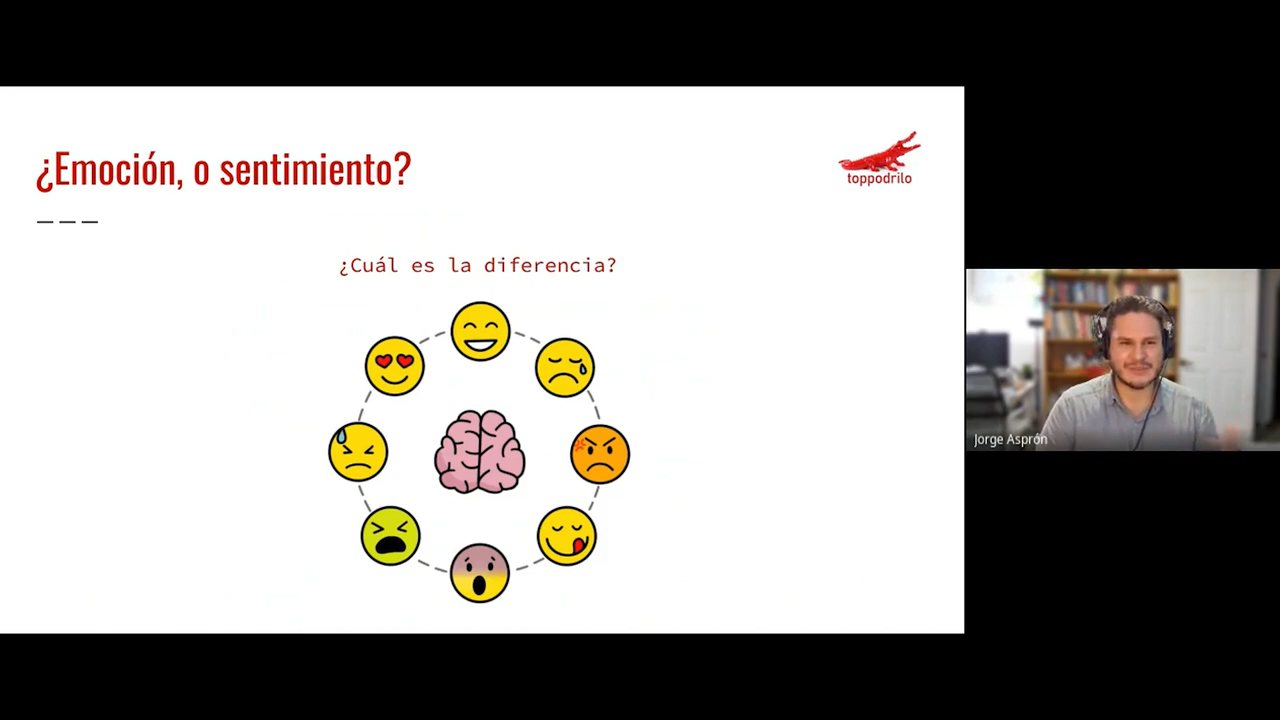 ¿Emoción, o sentimiento?
toppodrilo
¿Cuál es la diferencia?
Jorge Asprón